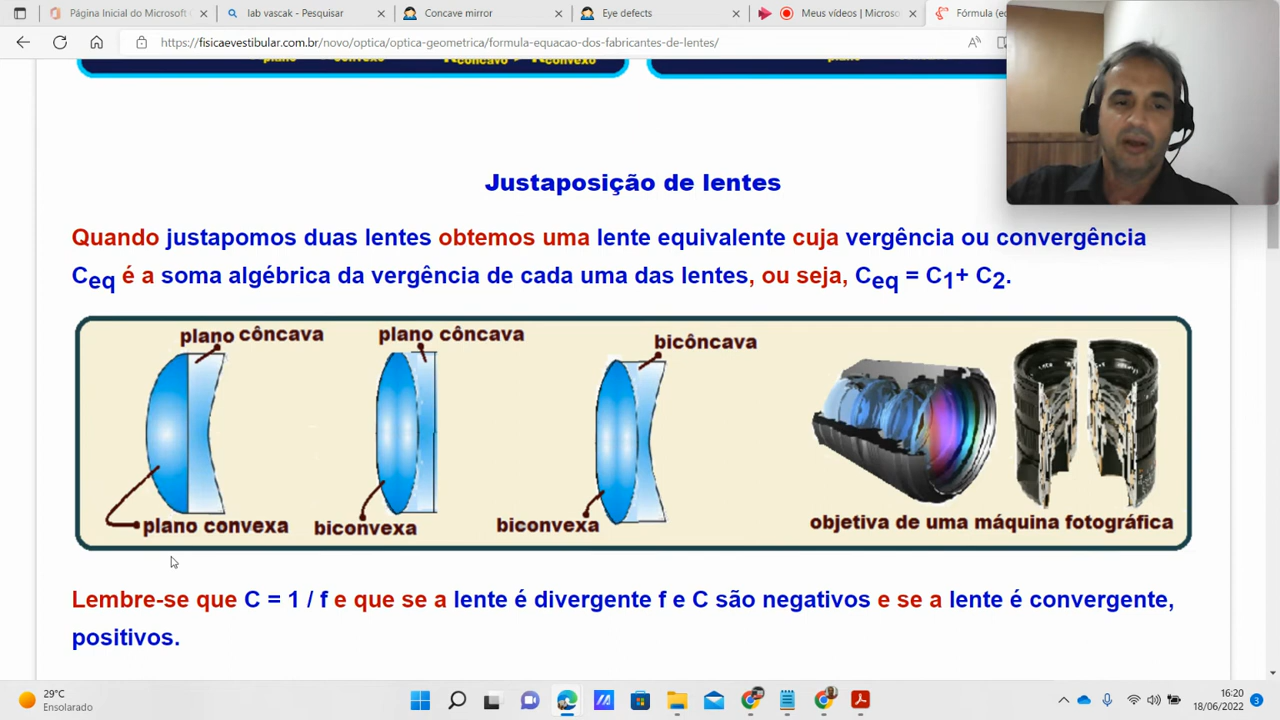 Página Inicial do Microsoft
lab vascak - Pesquisar
Concave mirror
Eye defects
Meus vídeos | Microso
Fórmula (e
https://fisicaevestibular.com.br/novo/optica/optica-geometrica/formula-equacao-dos-fabricantes-de-lentes/
Justaposição de lentes
Quando justapomos duas lentes obtemos uma lente equivalente cuja vergência ou convergência
Ceq é a soma algébrica da vergência de cada uma das lentes, ou seja, Ceq = C1+ C2.
plano côncava
plano côncava
bicôncava
plano convexa
biconvexa
biconvexa
objetiva de uma máquina fotográfica
Lembre-se que C = 1 / f e que se a lente é divergente f e C são negativos e se a lente é convergente,
positivos.
29°C
Ensolarado
16:20
18/06/2022
3